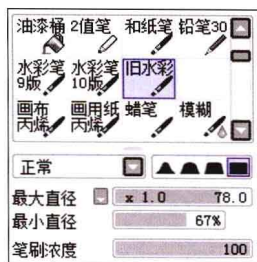 油漆桶 2值笔 和纸笔 铅笔30
水彩笔 水彩笔 旧水彩
9版 10版
画布 画用纸 蜡笔 模糊
丙烯 丙烯
正常
最大直径 x 1.0 78.0
最小直径 67%
笔刷浓度 100